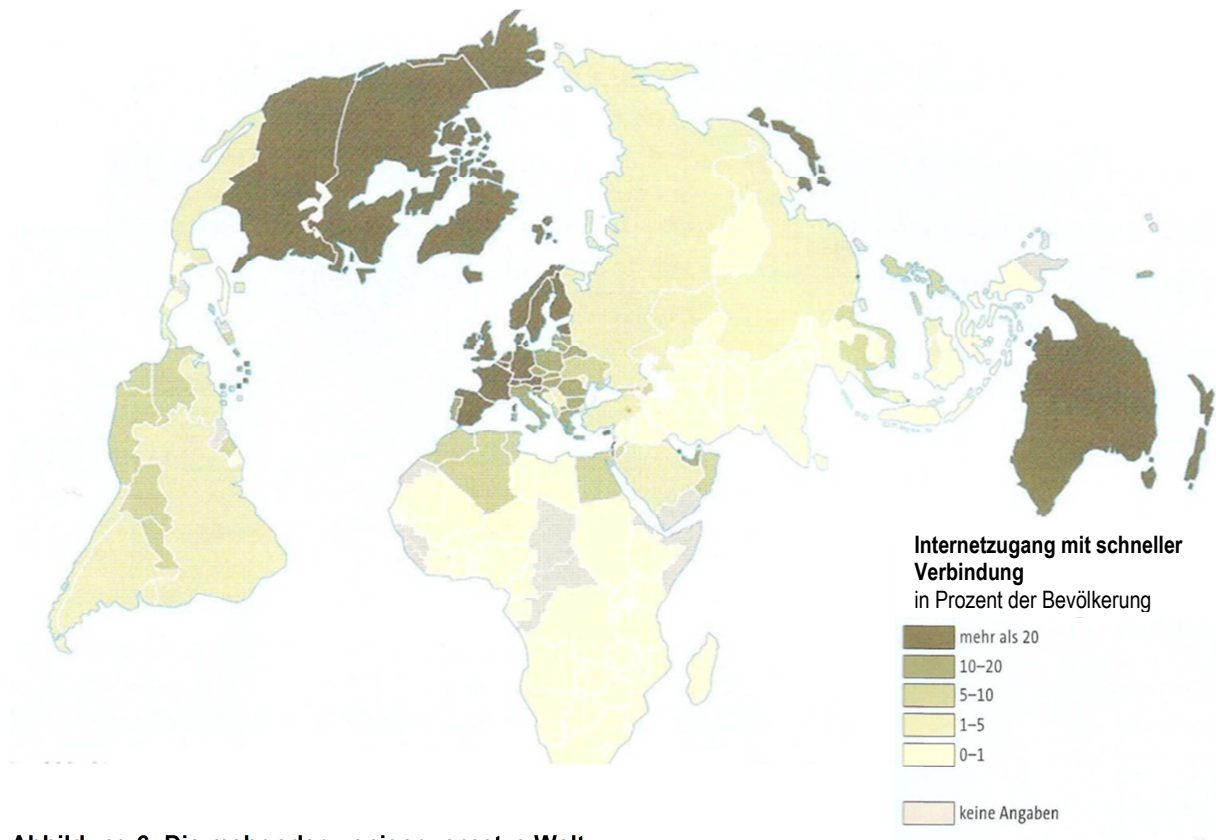 Internetzugang mit schneller
Verbindung
in Prozent der Bevölkerung
mehr als 20
10–20
5–10
1–5
0–1
keine Angaben